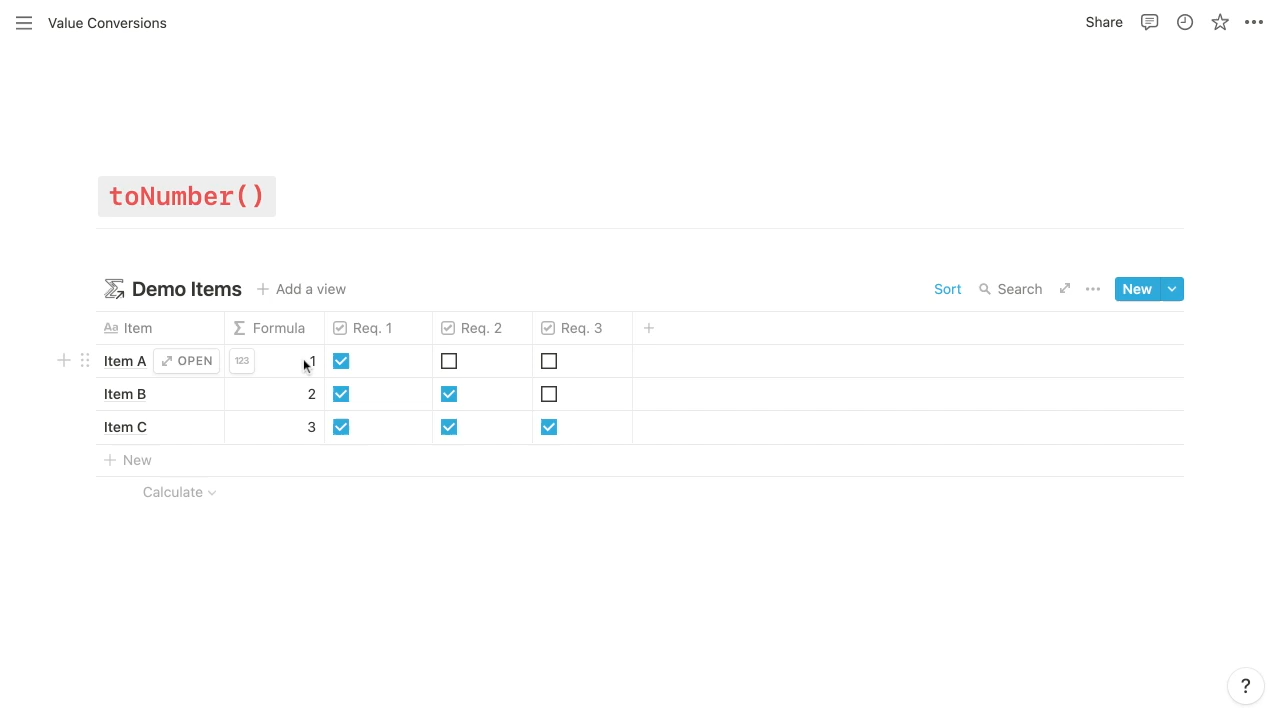 Value Conversions Share
toNumber()
Demo Items Add a view Sort Search New
Aa Item Formula Req. 1 Req. 2 Req. 3
Item A OPEN 123 1
Item B 2
Item C 3
New
Calculate
?